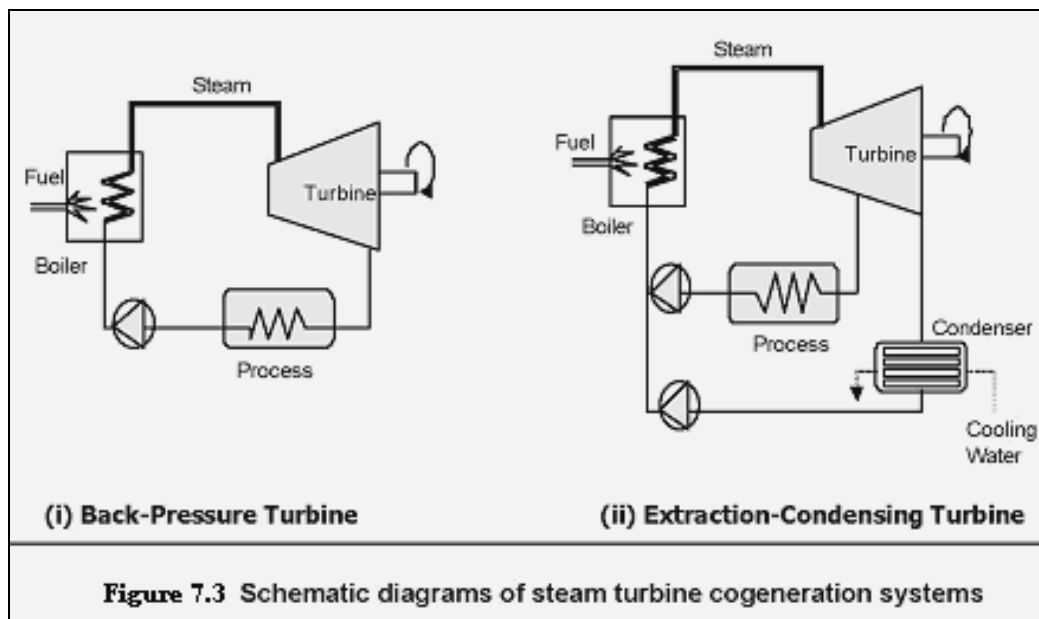 Steam
Fuel
Turbine
Boiler
Process
(i) Back-Pressure Turbine
Steam
Fuel
Turbine
Boiler
Process
Condenser
Cooling
Water
(ii) Extraction-Condensing Turbine
Figure 7.3 Schematic diagrams of steam turbine cogeneration systems